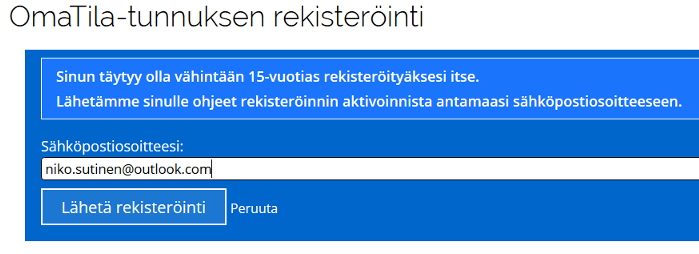 OmaTila-tunnuksen rekisteröinti
Sinun täytyy olla vähintään 15-vuotias rekisteröityäksesi itse.
Lähetämme sinulle ohjeet rekisteröinnin aktivoinnista antamaasi sähköpostiosoitteeseen.
Sähköpostiosoitteesi:
niko.sutinen@outlook.com
Lähetä rekisteröinti Peruuta